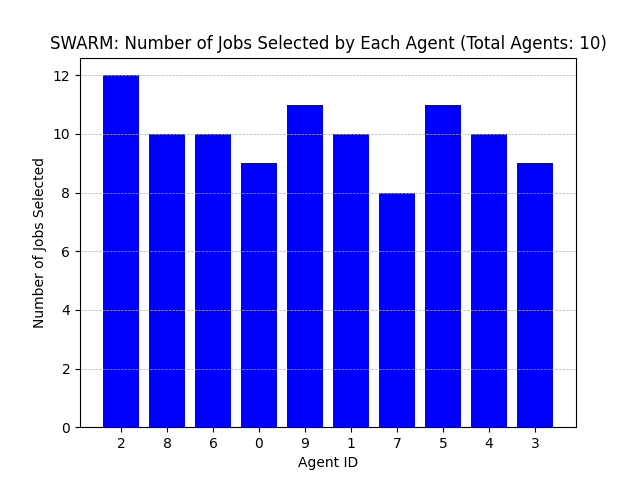 SWARM: Number of Jobs Selected by Each Agent (Total Agents: 10)
12
10
8
6
4
2
0
Number of Jobs Selected
2 8 6 0 9 1 7 5 4 3
Agent ID